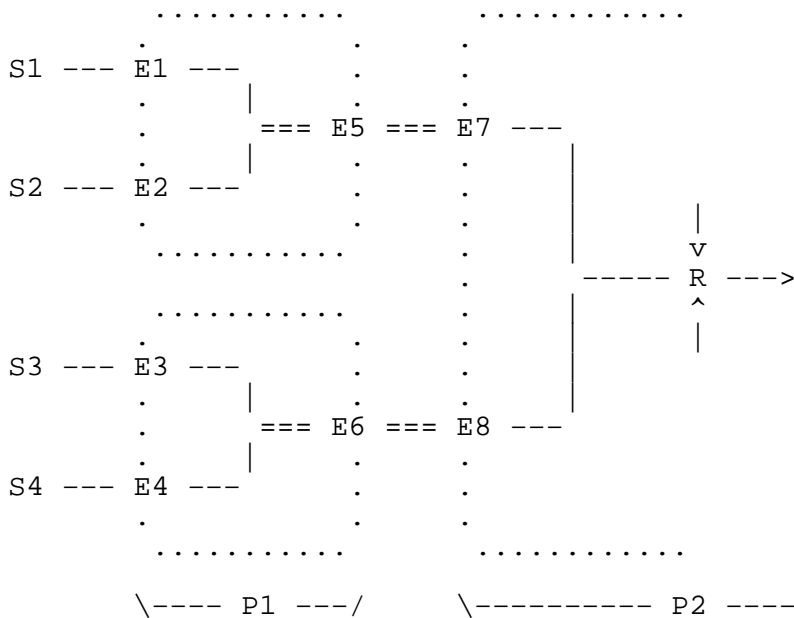 ...........            ............
.             .       .
S1 --- E1 ---        .       .
.      |      .       .
.       === E5 === E7 ---
.      |      .       .      |
S2 --- E2 ---        .       .      |
.             .       .      |       |
...........           .      |       v
.       ----- R --->
...........           .      |       ^
.             .       .      |       |
S3 --- E3 ---        .       .      |
.      |      .       .      |
.       === E6 === E8 ---
.      |      .       .
S4 --- E4 ---        .       .
.             .       .
...........            ............
\---- P1 ---/     \---------- P2 ----